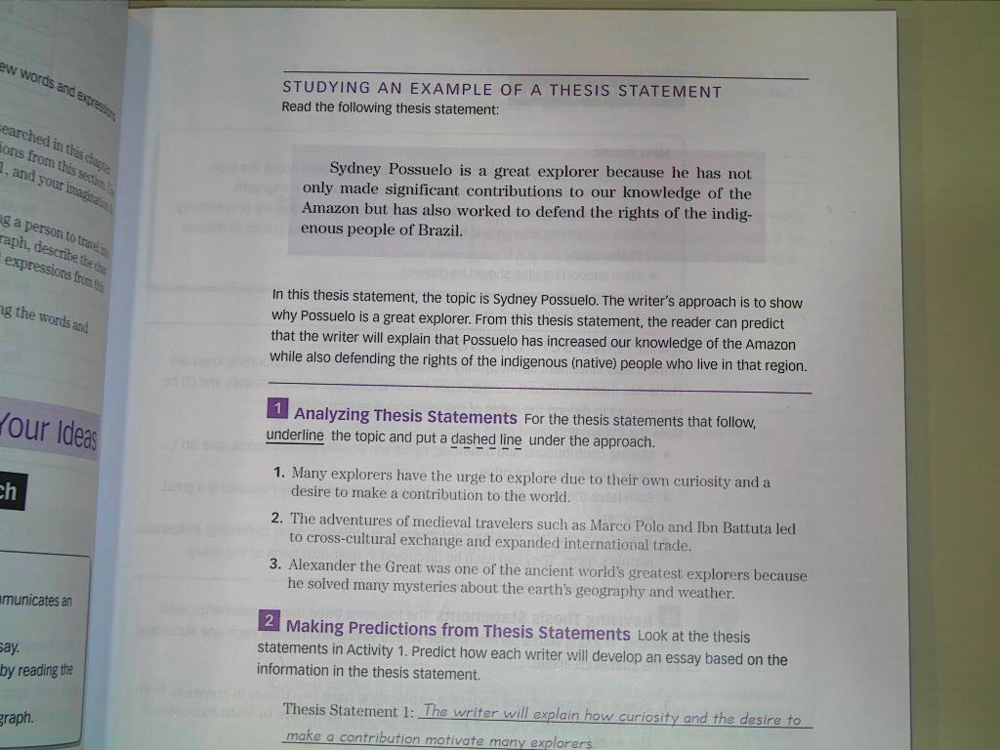 ew words and expressions
searched in this chapter
ions from this section. Use
1, and your imagination
g a person to travel into
raph, describe the
l expressions from this
ng the words and
Your Ideas
ch
mmunicates an
say.
by reading the
graph.
STUDYING AN EXAMPLE OF A THESIS STATEMENT
Read the following thesis statement:
Sydney Possuelo is a great explorer because he has not
only made significant contributions to our knowledge of the
Amazon but has also worked to defend the rights of the indig-
enous people of Brazil.
In this thesis statement, the topic is Sydney Possuelo. The writer's approach is to show
why Possuelo is a great explorer. From this thesis statement, the reader can predict
that the writer will explain that Possuelo has increased our knowledge of the Amazon
while also defending the rights of the indigenous (native) people who live in that region.
1 Analyzing Thesis Statements For the thesis statements that follow,
underline the topic and put a dashed line under the approach.
1. Many explorers have the urge to explore due to their own curiosity and a
desire to make a contribution to the world.
2. The adventures of medieval travelers such as Marco Polo and Ibn Battuta led
to cross-cultural exchange and expanded international trade.
3. Alexander the Great was one of the ancient world's greatest explorers because
he solved many mysteries about the earth's geography and weather.
2 Making Predictions from Thesis Statements Look at the thesis
statements in Activity 1. Predict how each writer will develop an essay based on the
information in the thesis statement.
Thesis Statement 1: The writer will explain how curiosity and the desire to
make a contribution motivate many explorers.